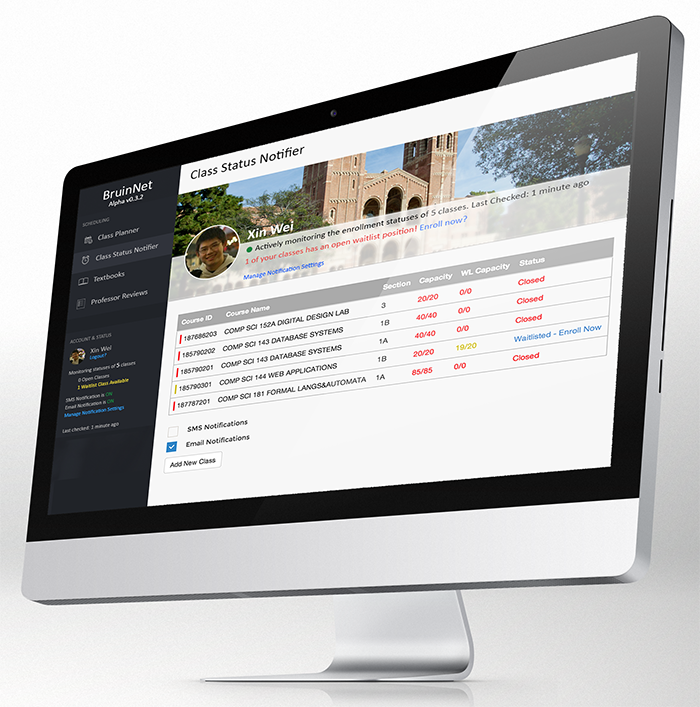 BruinNet
Alpha v0.3.2
SCHEDULING
Class Planner
Class Status Notifier
Textbooks
Professor Reviews
ACCOUNT & STATUS
Xin Wei
Logout?
Monitoring statuses of 5 classes
0 Open Classes
1 Waitlist Class Available
SMS Notification is ON
Email Notification is ON
Manage Notification Settings
Last checked: 1 minute ago
Class Status Notifier
Xin Wei
Actively monitoring the enrollment statuses of 5 classes. Last Checked: 1 minute ago
1 of your classes has an open waitlist position! Enroll now?
Manage Notification Settings
Course ID Course Name Section Capacity WL Capacity Status
187686203 COMP SCI 152A DIGITAL DESIGN LAB 3 20/20 0/0 Closed
185790202 COMP SCI 143 DATABASE SYSTEMS 1B 40/40 0/0 Closed
185790201 COMP SCI 143 DATABASE SYSTEMS 1A 40/40 0/0 Closed
185790301 COMP SCI 144 WEB APPLICATIONS 1B 20/20 19/20 Waitlisted - Enroll Now
187787201 COMP SCI 181 FORMAL LANGS&AUTOMATA 1A 85/85 0/0 Closed
SMS Notifications
Email Notifications
Add New Class